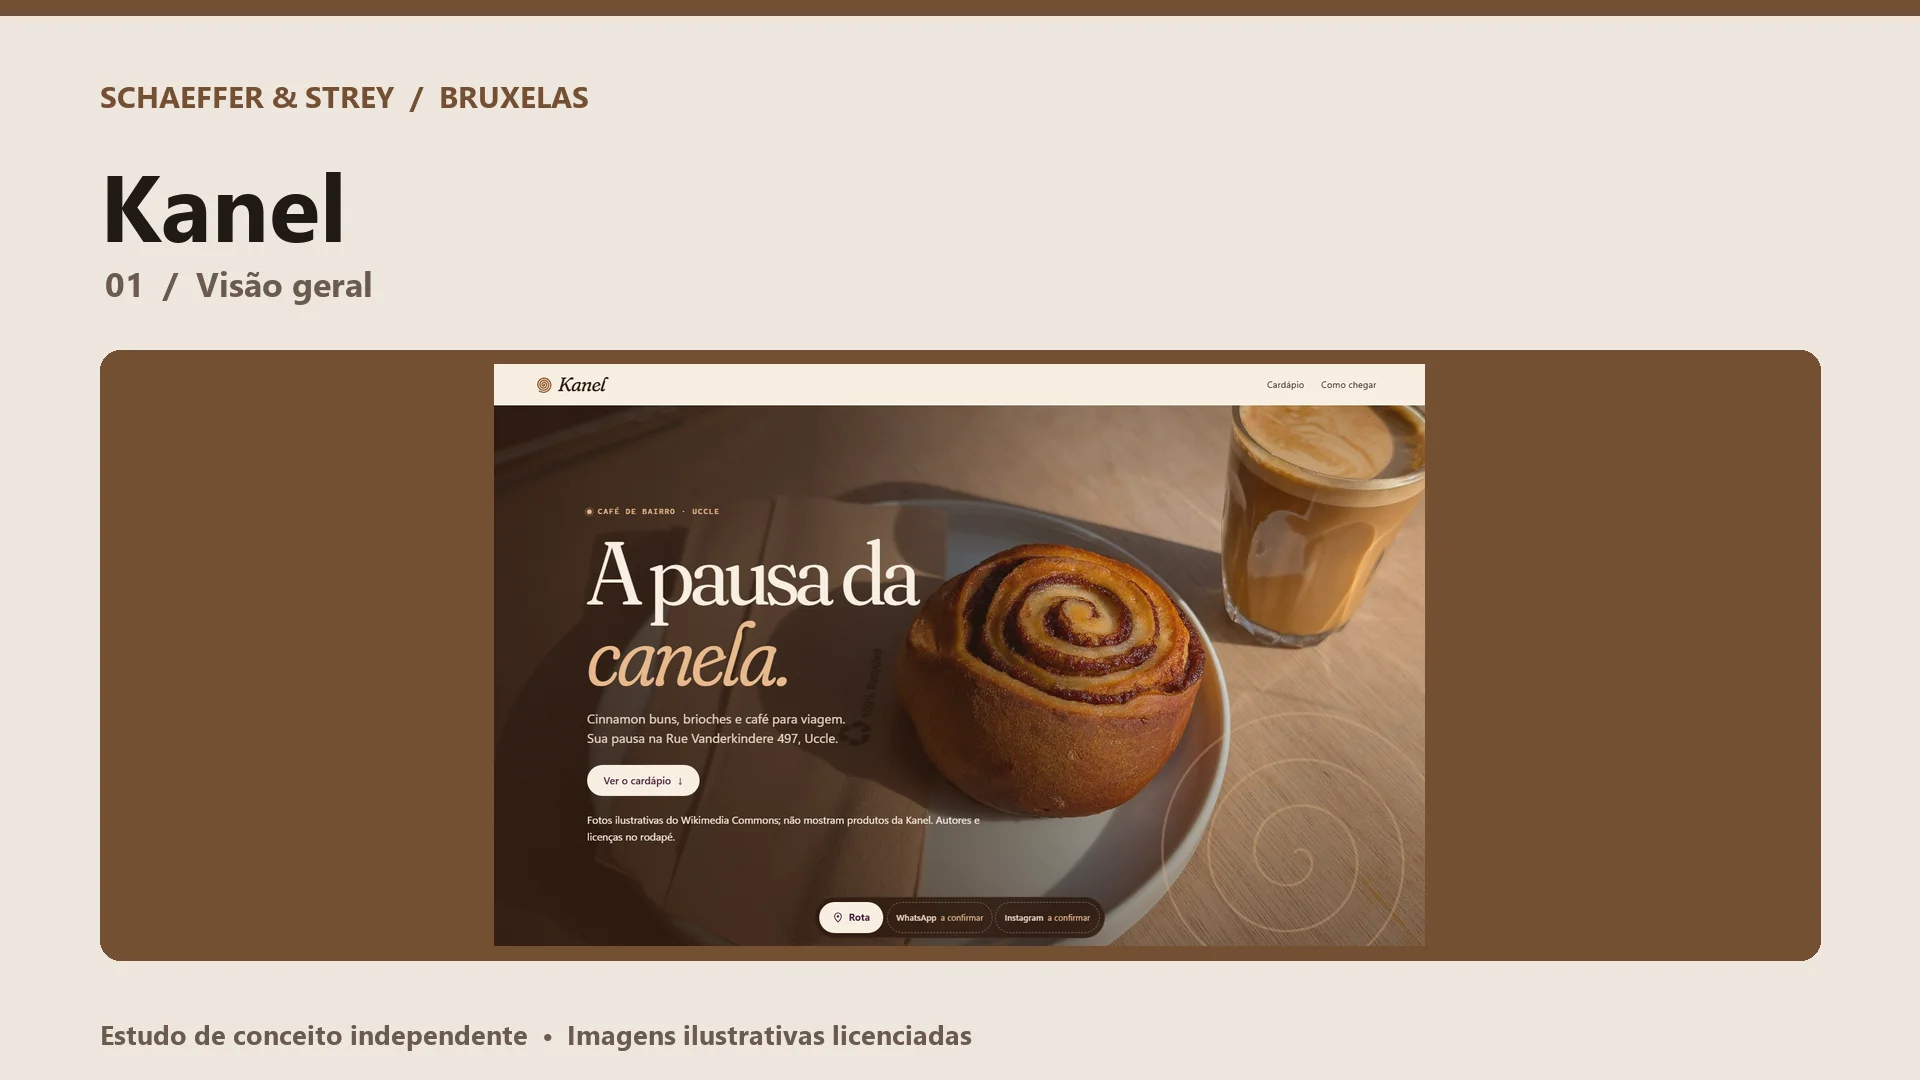 SCHAEFFER & STREY / BRUXELAS
Kanel
01 / Visão geral
Kanel
Cardápio Como chegar
CAFÉ DE BAIRRO · UCCLE
A pausa da
canela.
Cinnamon buns, brioches e café para viagem.
Sua pausa na Rue Vanderkindere 497, Uccle.
Ver o cardápio ↓
Fotos ilustrativas do Wikimedia Commons; não mostram produtos da Kanel. Autores e
licenças no rodapé.
100% Recycled
Rota WhatsApp a confirmar Instagram a confirmar
Estudo de conceito independente • Imagens ilustrativas licenciadas